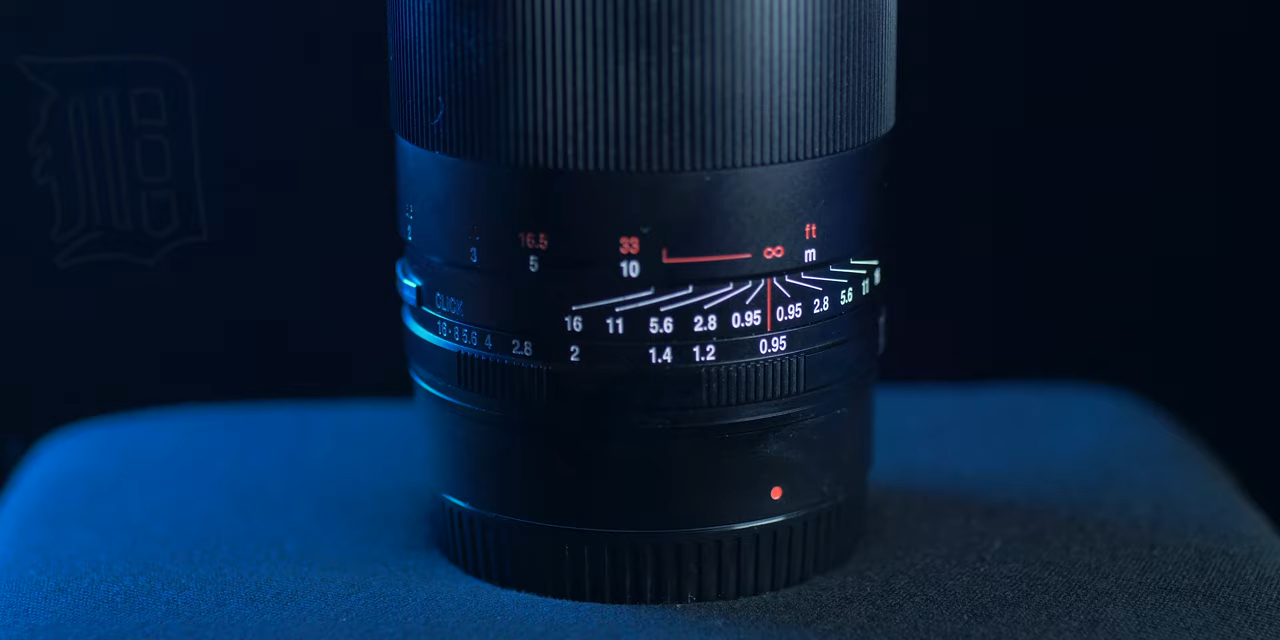 ft
16.5 33 ∞
2 3 5 10 m
CLICK
16 11 5.6 2.8 0.95 0.95 2.8 5.6 11
16·8 5.6 4 2.8 2 1.4 1.2 0.95